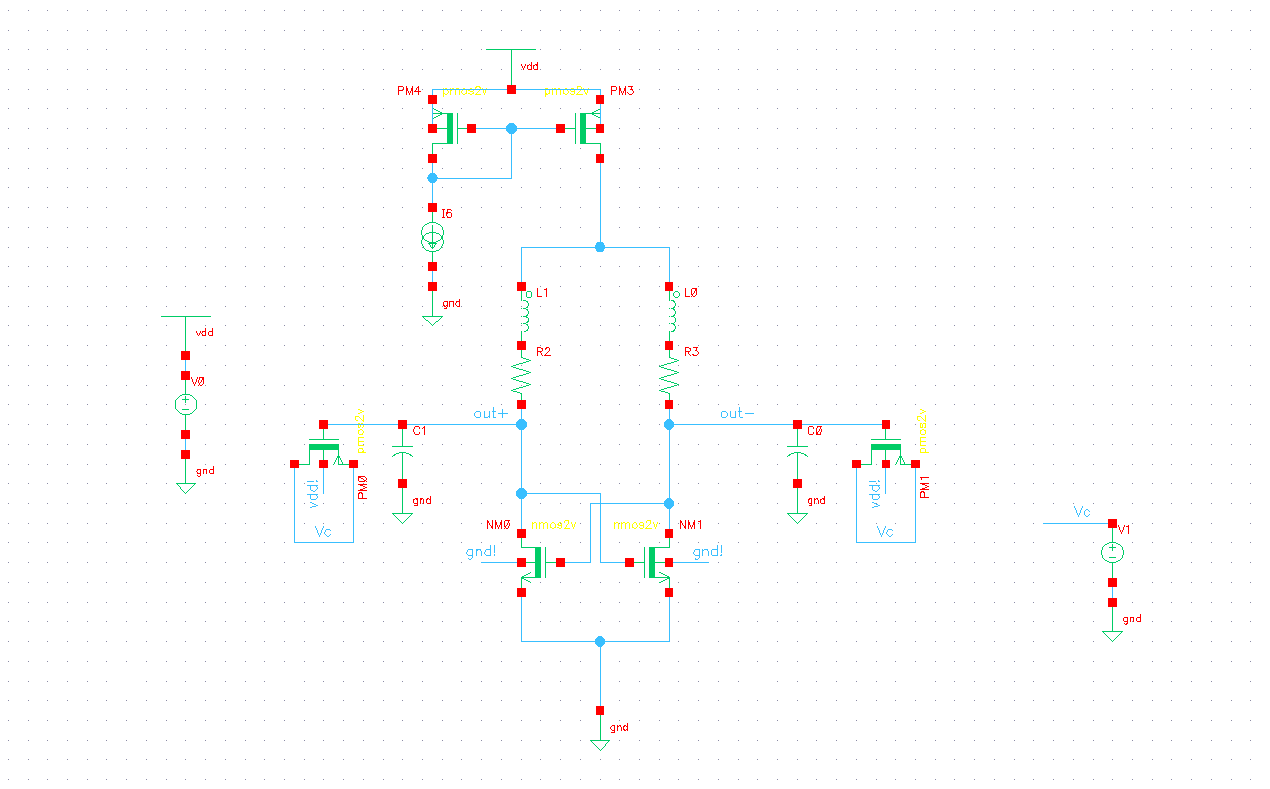 vdd
PM4 pmos2v pmos2v PM3
I6
gnd
L1 L0
vdd
R2 R3
V0
out+ out-
C1 C0
pmos2v pmos2v
gnd
PM0 PM1
vdd! vdd!
gnd gnd
Vc
NM0 nmos2v nmos2v NM1
V1
Vc Vc
gnd! gnd!
gnd
gnd